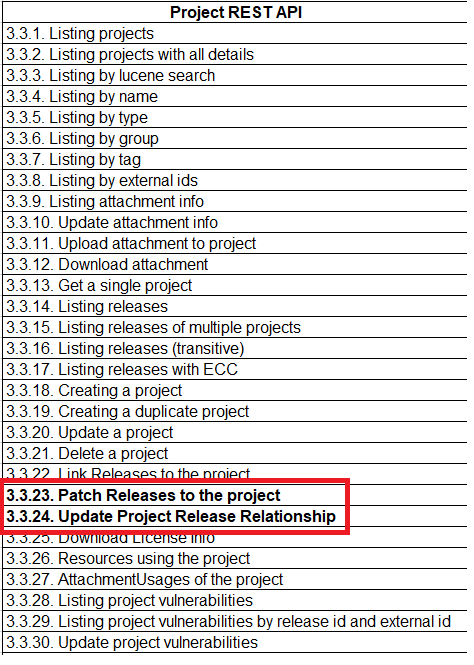 Project REST API
3.3.1. Listing projects
3.3.2. Listing projects with all details
3.3.3. Listing by lucene search
3.3.4. Listing by name
3.3.5. Listing by type
3.3.6. Listing by group
3.3.7. Listing by tag
3.3.8. Listing by external ids
3.3.9. Listing attachment info
3.3.10. Update attachment info
3.3.11. Upload attachment to project
3.3.12. Download attachment
3.3.13. Get a single project
3.3.14. Listing releases
3.3.15. Listing releases of multiple projects
3.3.16. Listing releases (transitive)
3.3.17. Listing releases with ECC
3.3.18. Creating a project
3.3.19. Creating a duplicate project
3.3.20. Update a project
3.3.21. Delete a project
3.3.22. Link Releases to the project
3.3.23. Patch Releases to the project
3.3.24. Update Project Release Relationship
3.3.25. Download License info
3.3.26. Resources using the project
3.3.27. AttachmentUsages of the project
3.3.28. Listing project vulnerabilities
3.3.29. Listing project vulnerabilities by release id and external id
3.3.30. Update project vulnerabilities